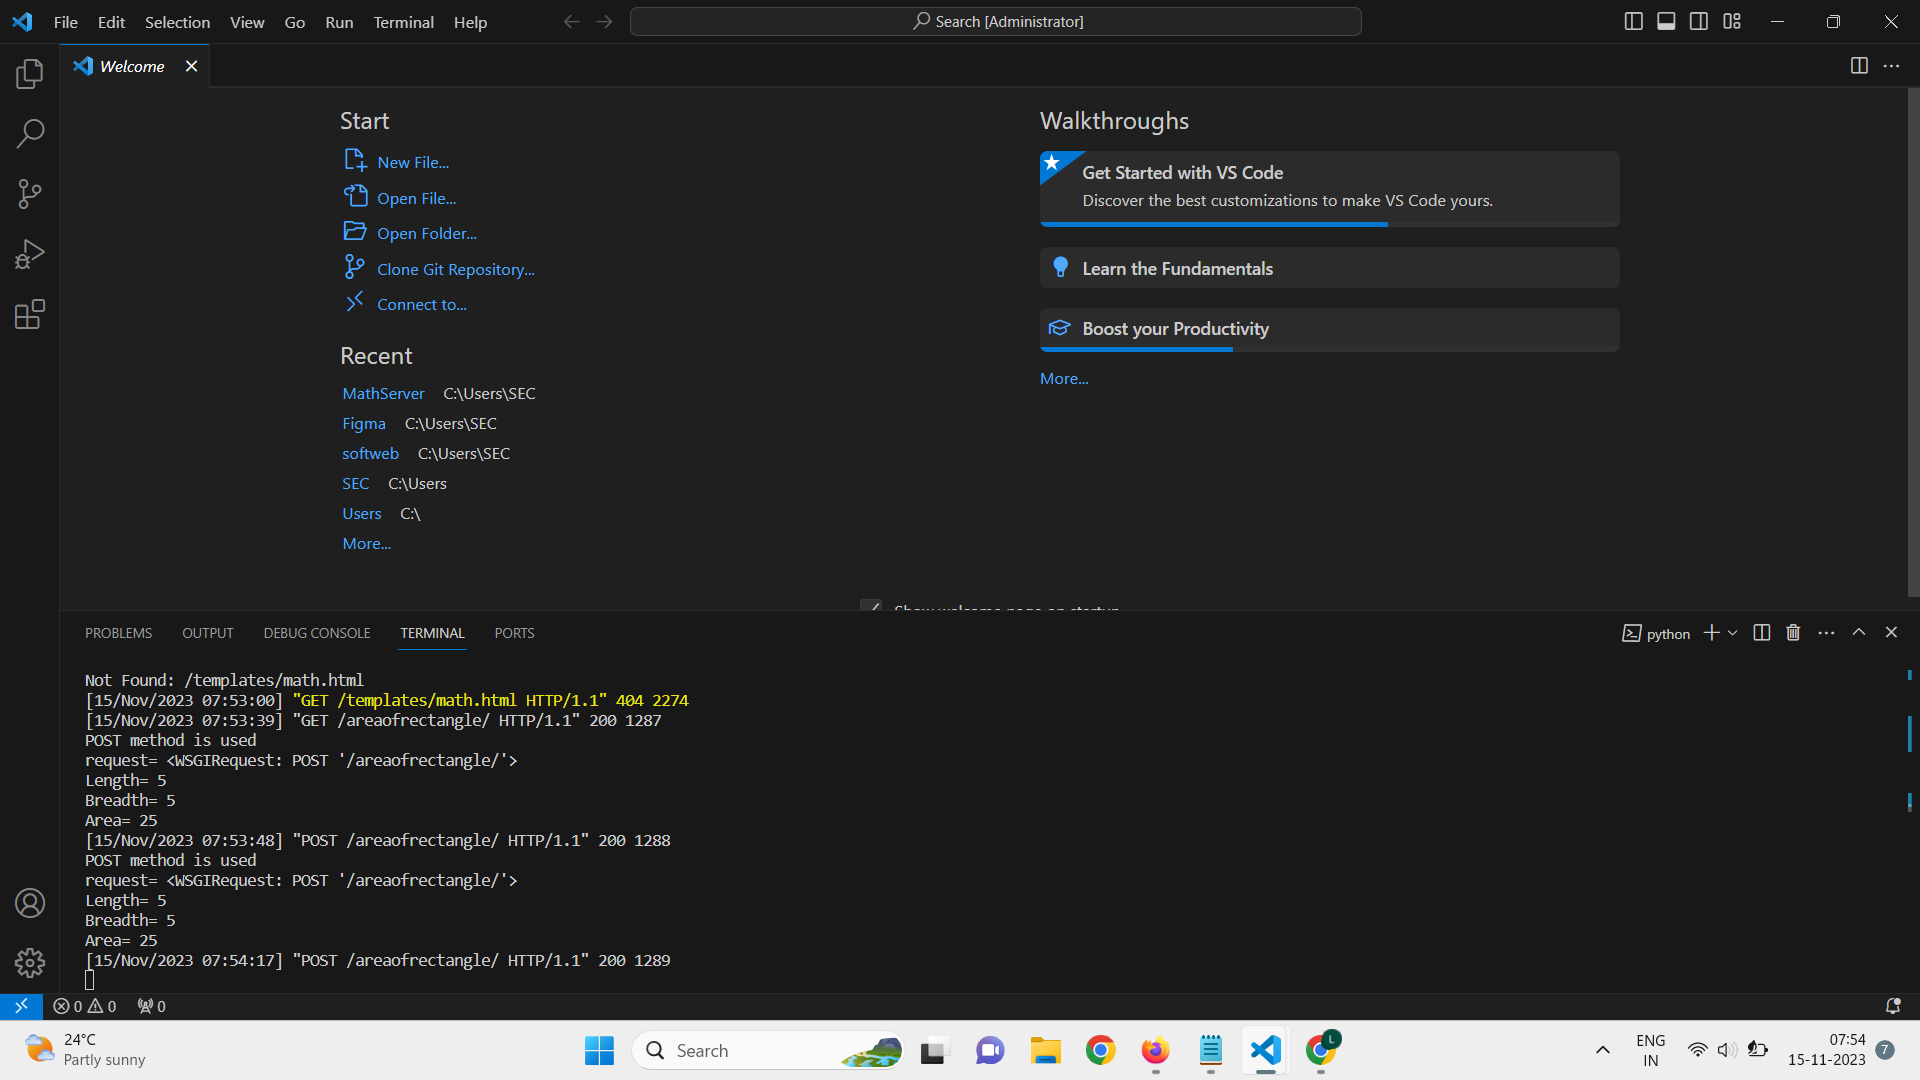 File Edit Selection View Go Run Terminal Help
Search [Administrator]
Welcome
Start
New File...
Open File...
Open Folder...
Clone Git Repository...
Connect to...
Recent
MathServer C:\Users\SEC
Figma C:\Users\SEC
softweb C:\Users\SEC
SEC C:\Users
Users C:\
More...
Walkthroughs
Get Started with VS Code
Discover the best customizations to make VS Code yours.
Learn the Fundamentals
Boost your Productivity
More...
Show welcome page on startup
PROBLEMS OUTPUT DEBUG CONSOLE TERMINAL PORTS
python
Not Found: /templates/math.html
[15/Nov/2023 07:53:00] "GET /templates/math.html HTTP/1.1" 404 2274
[15/Nov/2023 07:53:39] "GET /areaofrectangle/ HTTP/1.1" 200 1287
POST method is used
request= <WSGIRequest: POST '/areaofrectangle/'>
Length= 5
Breadth= 5
Area= 25
[15/Nov/2023 07:53:48] "POST /areaofrectangle/ HTTP/1.1" 200 1288
POST method is used
request= <WSGIRequest: POST '/areaofrectangle/'>
Length= 5
Breadth= 5
Area= 25
[15/Nov/2023 07:54:17] "POST /areaofrectangle/ HTTP/1.1" 200 1289
0 0 0
24°C
Partly sunny
Search
L
ENG
IN
07:54
15-11-2023
7